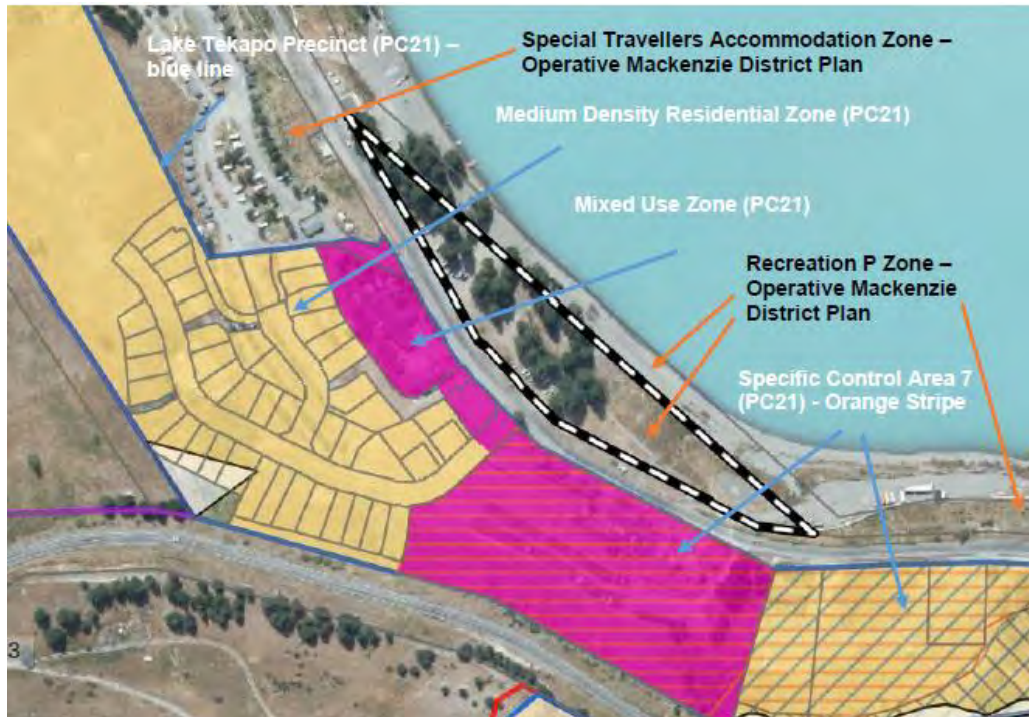 Lake Tekapo Precinct (PC21) –
blue line
Special Travellers Accommodation Zone –
Operative Mackenzie District Plan
Medium Density Residential Zone (PC21)
Mixed Use Zone (PC21)
Recreation P Zone –
Operative Mackenzie
District Plan
Specific Control Area 7
(PC21) - Orange Stripe
3